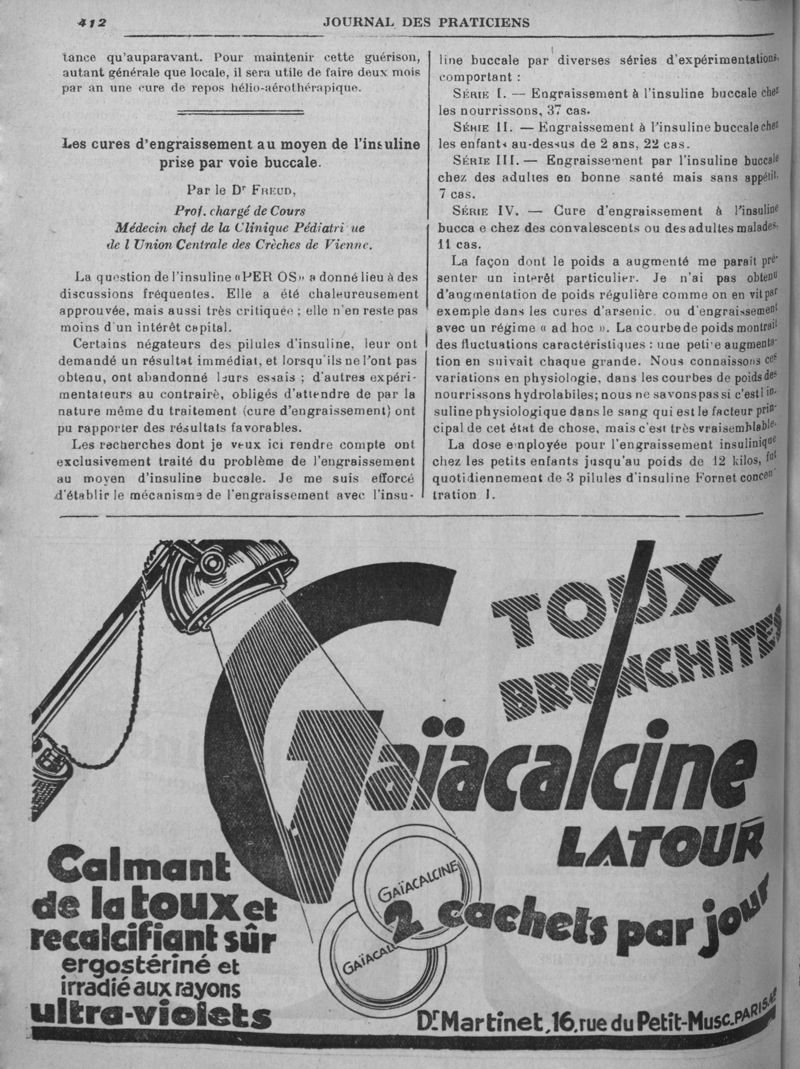 412
JOURNAL DES PRATICIENS
tance qu'auparavant. Pour maintenir cette guérison,
autant générale que locale, il sera utile de faire deux mois
par an une cure de repos hélio-aérothérapique.
Les cures d'engraissement au moyen de l'insuline
prise par voie buccale.
Par le Dr FREUD,
Prof. chargé de Cours
Médecin chef de la Clinique Pédiatri ue
de l Union Centrale des Crèches de Vienne.
La question de l'insuline «PER OS» a donné lieu à des
discussions fréquentes. Elle a été chaleureusement
approuvée, mais aussi très critiquée ; elle n'en reste pas
moins d'un intérêt capital.
Certains négateurs des pilules d'insuline, leur ont
demandé un résultat immédiat, et lorsqu'ils ne l'ont pas
obtenu, ont abandonné leurs essais ; d'autres expéri-
mentateurs au contrairé, obligés d'attendre de par la
nature même du traitement (cure d'engraissement) ont
pu rapporter des résultats favorables.
Les recherches dont je veux ici rendre compte ont
exclusivement traité du problème de l'engraissement
au moyen d'insuline buccale. Je me suis efforcé
d'établir le mécanisme de l'engraissement avec l'insu-
line buccale par diverses séries d'expérimentations,
comportant :
SÉRIE I. — Engraissement à l'insuline buccale chez
les nourrissons, 37 cas.
SÉRIE II. — Engraissement à l'insuline buccale chez
les enfants au-dessus de 2 ans, 22 cas.
SÉRIE III. — Engraissement par l'insuline buccale
chez des adultes en bonne santé mais sans appétit,
7 cas.
SÉRIE IV. — Cure d'engraissement à l'insuline
bucca e chez des convalescents ou des adultes malades,
11 cas.
La façon dont le poids a augmenté me paraît pré-
senter un intérêt particulier. Je n'ai pas obtenu
d'augmentation de poids régulière comme on en vit par
exemple dans les cures d'arsenic, ou d'engraissement
avec un régime « ad hoc ». La courbe de poids montrait
des fluctuations caractéristiques : une petite augmenta-
tion en suivait chaque grande. Nous connaissons ces
variations en physiologie, dans les courbes de poids des
nourrissons hydrolabiles; nous ne savons pas si c'est l'in-
suline physiologique dans le sang qui est le facteur prin-
cipal de cet état de chose, mais c'est très vraisemblable.
La dose employée pour l'engraissement insulinique
chez les petits enfants jusqu'au poids de 12 kilos, fut
quotidiennement de 3 pilules d'insuline Fornet concen-
tration I.
TOUX
BRONCHITES
Gaïacalcine
LATOUR
Calmant
de la toux et
recalcifiant sûr
ergostériné et
irradié aux rayons
ultra-violets
GAÏACALCINE
GAÏACAL
2 cachets par jour
Dr Martinet, 16, rue du Petit-Musc. PARIS.4e